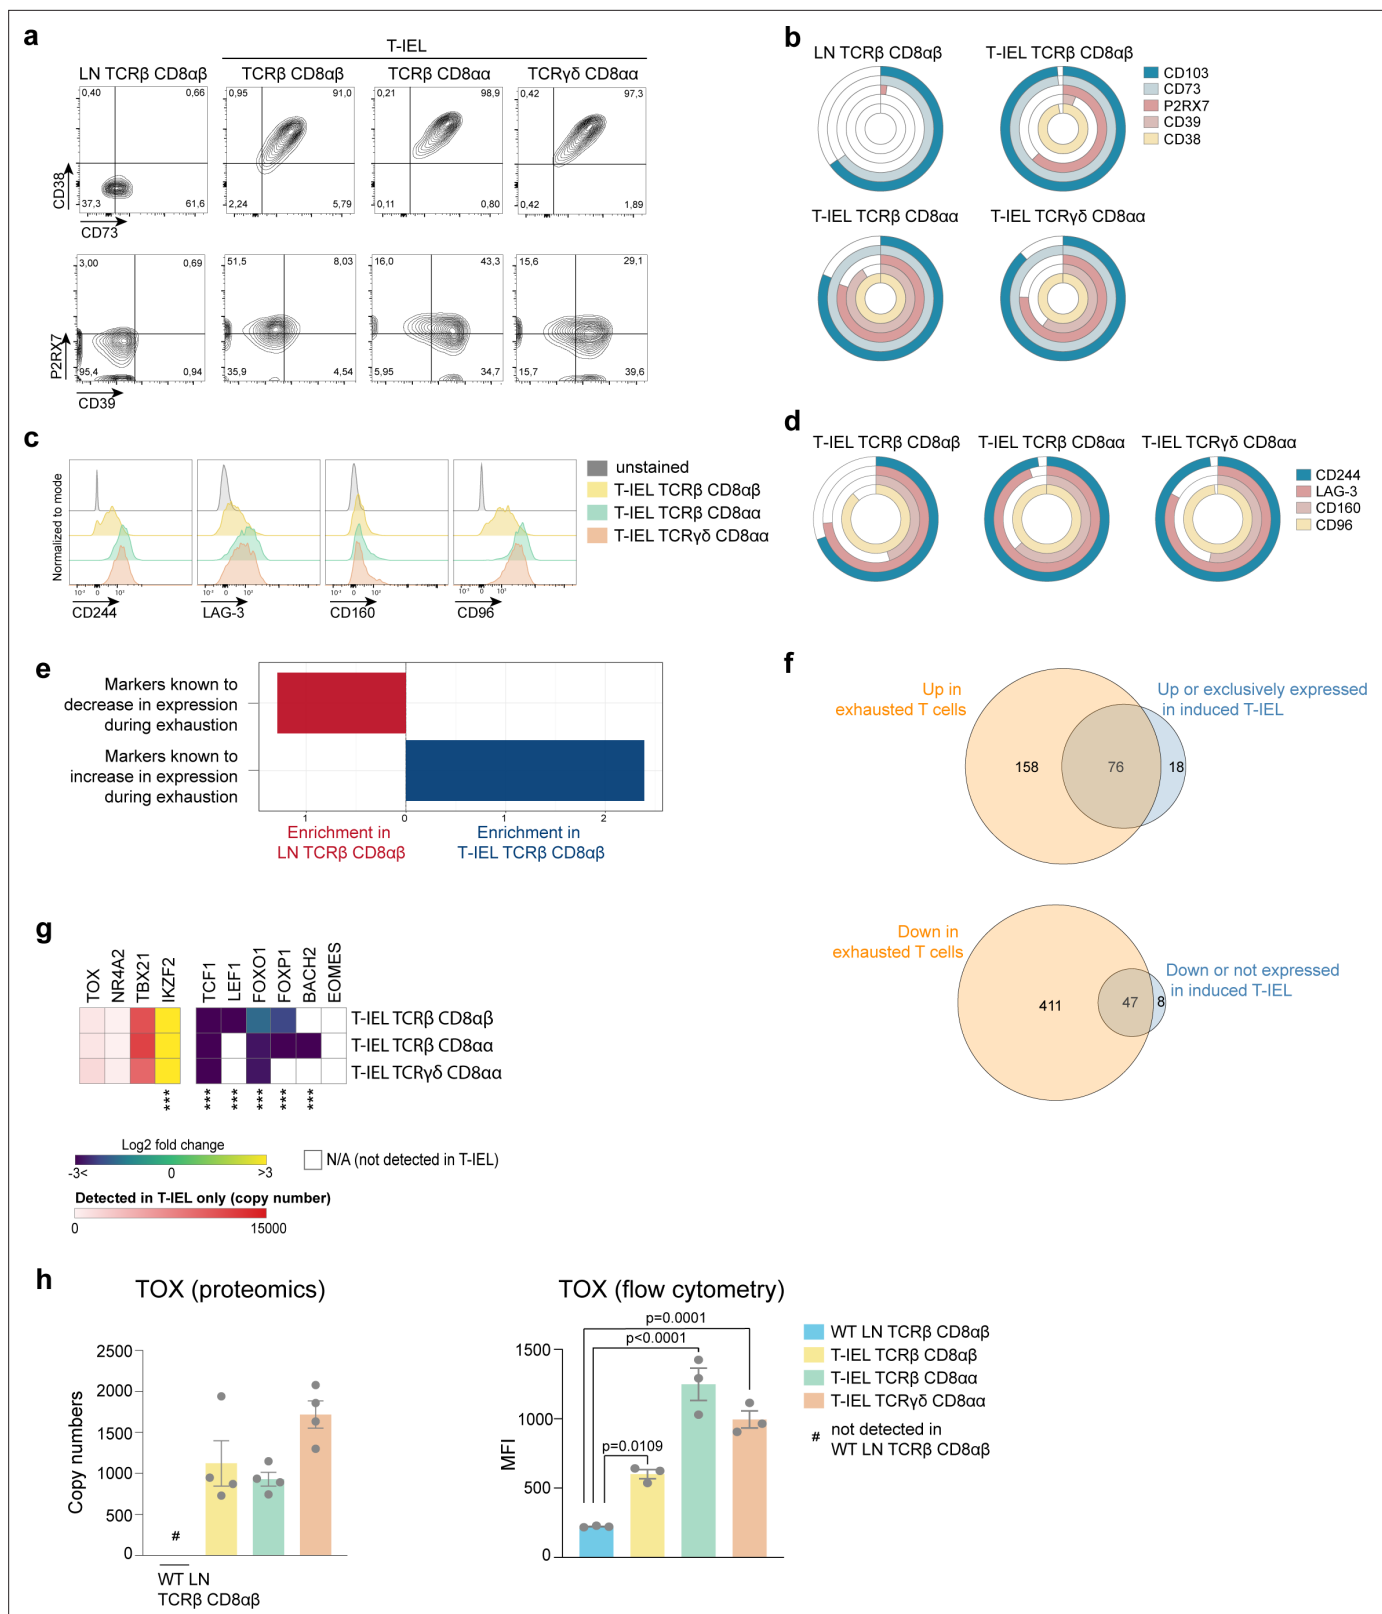 a
T-IEL
LN TCRβ CD8αβ
TCRβ CD8αβ
TCRβ CD8αα
TCRγδ CD8αα
0,40
0,66
0,95
91,0
0,21
98,9
0,42
97,3
CD38
37,3
61,6
2,24
5,79
0,11
0,80
0,42
1,89
CD73
3,00
0,69
51,5
8,03
16,0
43,3
15,6
29,1
P2RX7
95,4
0,94
35,9
4,54
5,95
34,7
15,7
39,6
CD39
b
LN TCRβ CD8αβ
T-IEL TCRβ CD8αβ
CD103
CD73
P2RX7
CD39
CD38
T-IEL TCRβ CD8αα
T-IEL TCRγδ CD8αα
c
Normalized to mode
unstained
T-IEL TCRβ CD8αβ
T-IEL TCRβ CD8αα
T-IEL TCRγδ CD8αα
CD244
LAG-3
CD160
CD96
d
T-IEL TCRβ CD8αβ
T-IEL TCRβ CD8αα
T-IEL TCRγδ CD8αα
CD244
LAG-3
CD160
CD96
e
Markers known to
decrease in expression
during exhaustion
Markers known to
increase in expression
during exhaustion
1
0
1
2
Enrichment in
LN TCRβ CD8αβ
Enrichment in
T-IEL TCRβ CD8αβ
f
Up in
exhausted T cells
Up or exclusively expressed
in induced T-IEL
158
76
18
Down in
exhausted T cells
Down or not expressed
in induced T-IEL
411
47
8
g
TOX
NR4A2
TBX21
IKZF2
TCF1
LEF1
FOXO1
FOXP1
BACH2
EOMES
T-IEL TCRβ CD8αβ
T-IEL TCRβ CD8αα
T-IEL TCRγδ CD8αα
***
***
***
***
***
***
Log2 fold change
-3<
0
>3
N/A (not detected in T-IEL)
Detected in T-IEL only (copy number)
0
15000
h
TOX (proteomics)
Copy numbers
2500
2000
1500
1000
500
0
#
WT LN
TCRβ CD8αβ
TOX (flow cytometry)
p=0.0001
p<0.0001
p=0.0109
MFI
1500
1000
500
0
WT LN TCRβ CD8αβ
T-IEL TCRβ CD8αβ
T-IEL TCRβ CD8αα
T-IEL TCRγδ CD8αα
# not detected in
WT LN TCRβ CD8αβ